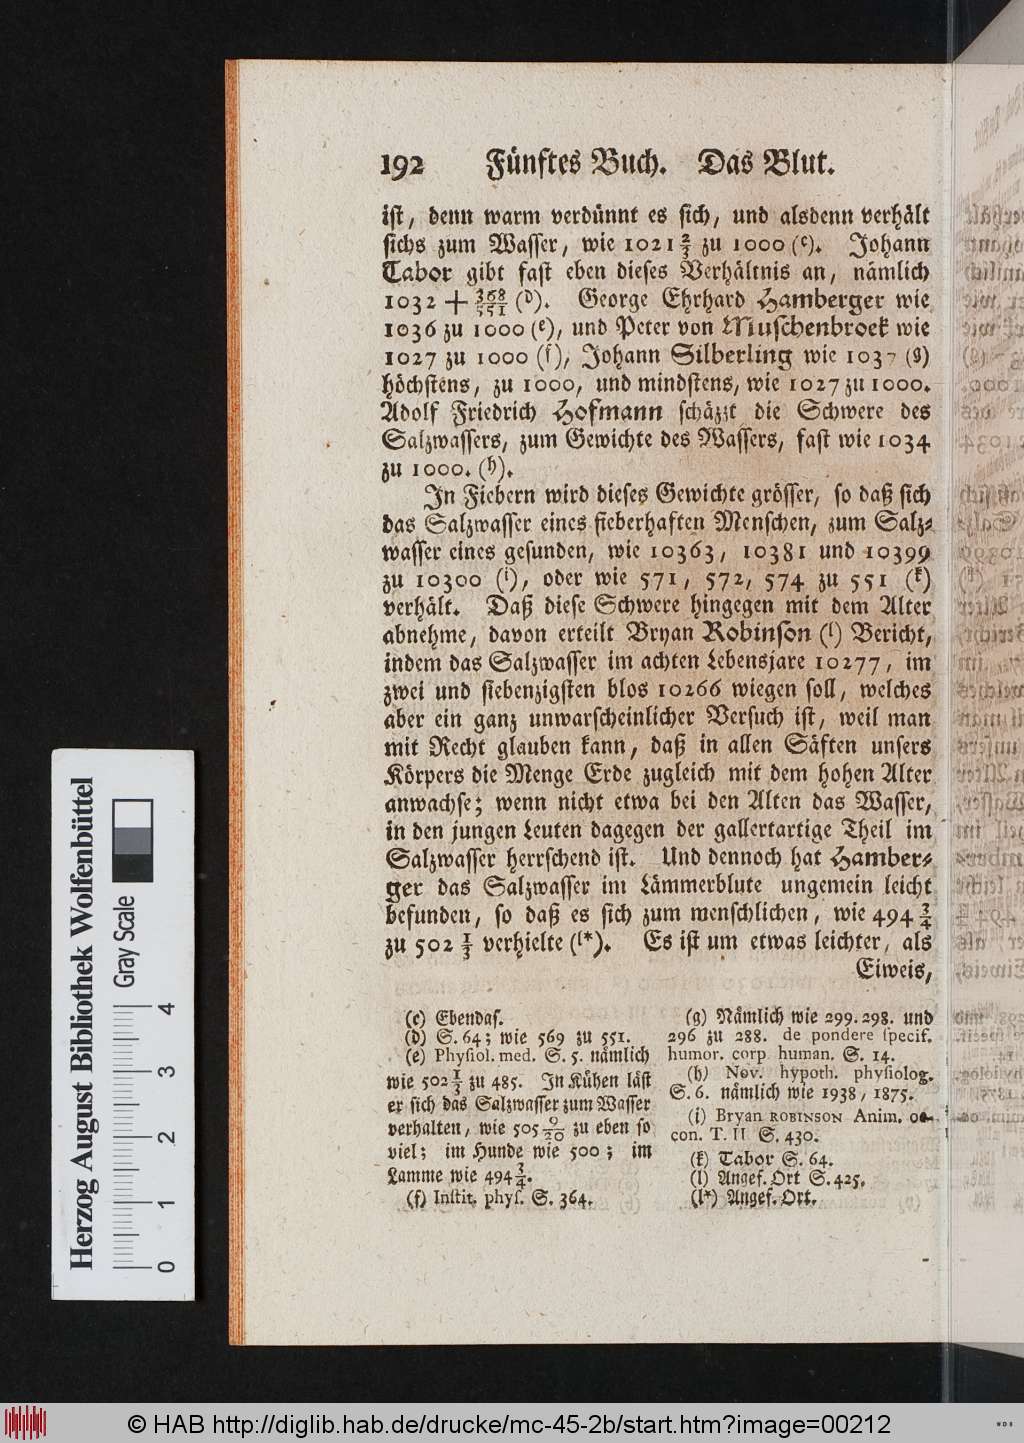 192 Fünftes Buch. Das Blut.
ist, denn warm verdünnt es sich, und alsdenn verhält
sichs zum Wasser, wie 1021 2/3 zu 1000 (c). Johann
Tabor gibt fast eben dieses Verhältnis an, nämlich
1032 + 368/551 (d). George Ehrhard Hamberger wie
1036 zu 1000 (e), und Peter von Muschenbroek wie
1027 zu 1000 (f), Johann Silberling wie 1037 (g)
höchstens, zu 1000, und mindstens, wie 1027 zu 1000.
Adolf Friedrich Hofmann schäzzt die Schwere des
Salzwassers, zum Gewichte des Wassers, fast wie 1034
zu 1000. (h).
In Fiebern wird dieses Gewichte grösser, so daß sich
das Salzwasser eines fieberhaften Menschen, zum Salz-
wasser eines gesunden, wie 10363, 10381 und 10399
zu 10300 (i), oder wie 571, 572, 574 zu 551 (k)
verhält. Daß diese Schwere hingegen mit dem Alter
abnehme, davon erteilt Bryan Robinson (l) Bericht,
indem das Salzwasser im achten Lebensjare 10277, im
zwei und siebenzigsten blos 10266 wiegen soll, welches
aber ein ganz unwarscheinlicher Versuch ist, weil man
mit Recht glauben kann, daß in allen Säften unsers
Körpers die Menge Erde zugleich mit dem hohen Alter
anwachse; wenn nicht etwa bei den Alten das Wasser,
in den jungen Leuten dagegen der gallertartige Theil im
Salzwasser herrschend ist. Und dennoch hat Hamber-
ger das Salzwasser im Lämmerblute ungemein leicht
befunden, so daß es sich zum menschlichen, wie 494 3/4
zu 502 1/3 verhielte (l*). Es ist um etwas leichter, als
Eiweis,
(c) Ebendas.
(d) S. 64; wie 569 zu 551.
(e) Physiol. med. S. 5. nämlich
wie 502 1/3 zu 485. In Kühen läst
er sich das Salzwasser zum Wasser
verhalten, wie 505 9/20 zu eben so
viel; im Hunde wie 500; im
Lamme wie 494 3/4.
(f) Instit. phys. S. 364.
(g) Nämlich wie 299. 298. und
296 zu 288. de pondere specif.
humor. corp. human. S. 14.
(h) Nov. hypoth. physiolog.
S. 6. nämlich wie 1938, 1875.
(i) Bryan ROBINSON Anim. oe-
con. T. II S. 430.
(k) Tabor S. 64.
(l) Angef. Ort S. 425.
(l*) Angef. Ort.
Herzog August Bibliothek Wolfenbüttel
Gray Scale
0 1 2 3 4
© HAB http://diglib.hab.de/drucke/mc-45-2b/start.htm?image=00212